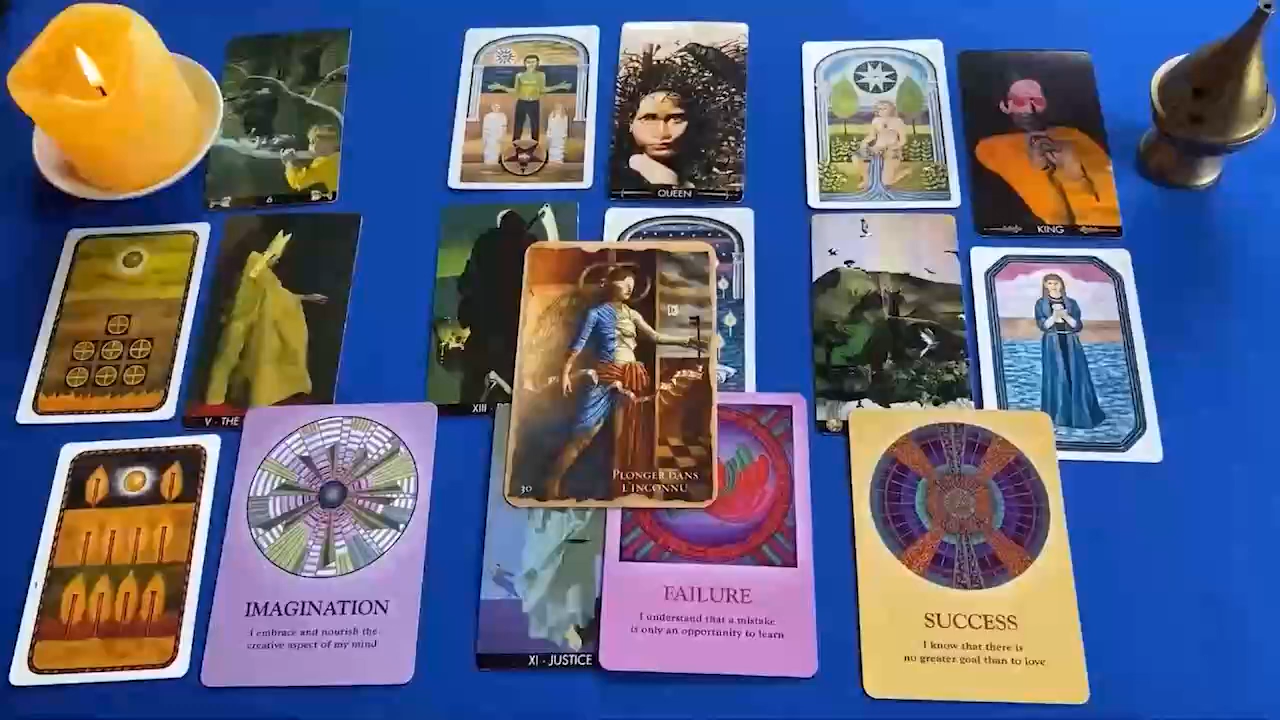 6
QUEEN
KING
V · THE
XIII ·
30
PLONGER DANS
L'INCONNU
IMAGINATION
I embrace and nourish the
creative aspect of my mind
XI · JUSTICE
FAILURE
I understand that a mistake
is only an opportunity to learn
SUCCESS
I know that there is
no greater goal than to love